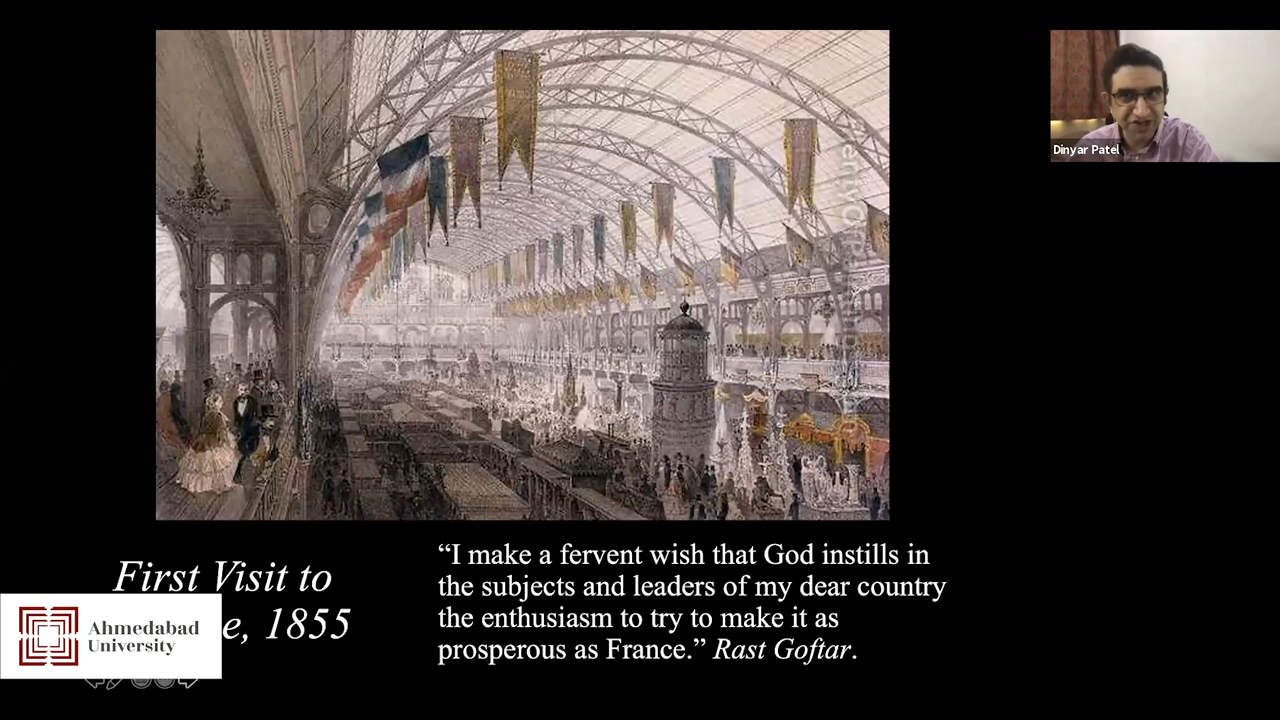 Dinyar Patel
First Visit to
e, 1855
“I make a fervent wish that God instills in
the subjects and leaders of my dear country
the enthusiasm to try to make it as
prosperous as France.” Rast Goftar.
Ahmedabad
University